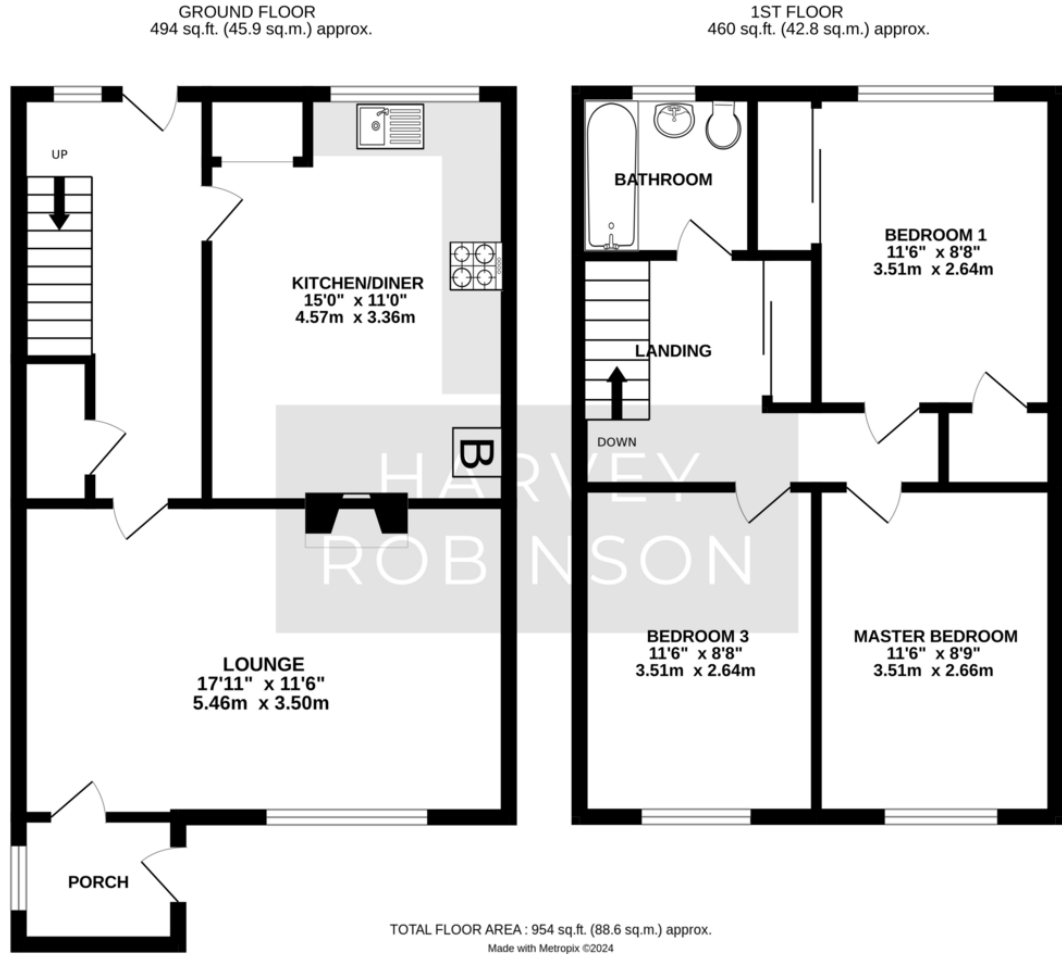 GROUND FLOOR
494 sq.ft. (45.9 sq.m.) approx.
1ST FLOOR
460 sq.ft. (42.8 sq.m.) approx.
UP
KITCHEN/DINER
15'0" x 11'0"
4.57m x 3.36m
B
LOUNGE
17'11" x 11'6"
5.46m x 3.50m
PORCH
BATHROOM
BEDROOM 1
11'6" x 8'8"
3.51m x 2.64m
LANDING
DOWN
HARVEY
ROBINSON
BEDROOM 3
11'6" x 8'8"
3.51m x 2.64m
MASTER BEDROOM
11'6" x 8'9"
3.51m x 2.66m
TOTAL FLOOR AREA : 954 sq.ft. (88.6 sq.m.) approx.
Made with Metropix ©2024